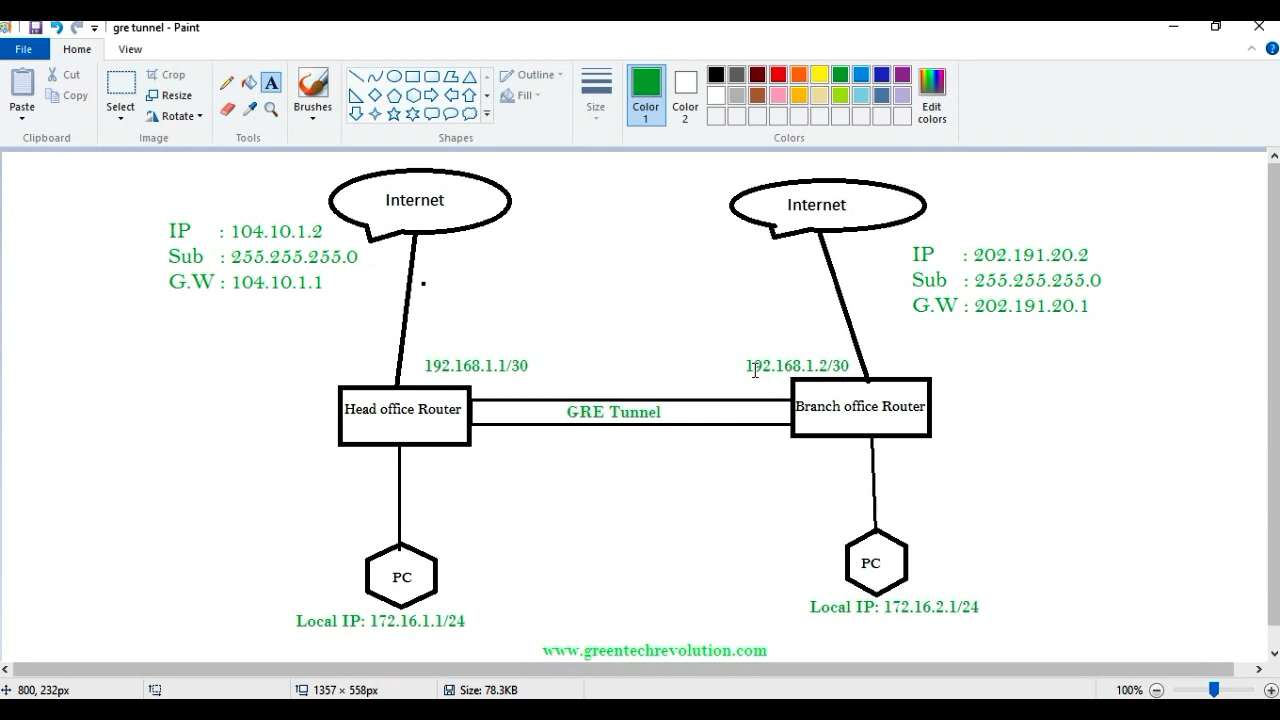 gre tunnel - Paint
File Home View
Paste
Cut
Copy
Clipboard
Select
Crop
Resize
Rotate
Image
Tools
Brushes
Outline
Fill
Shapes
Size
Color 1
Color 2
Edit colors
Colors
Internet
Internet
IP : 104.10.1.2
Sub : 255.255.255.0
G.W : 104.10.1.1
IP : 202.191.20.2
Sub : 255.255.255.0
G.W : 202.191.20.1
192.168.1.1/30
192.168.1.2/30
Head office Router
GRE Tunnel
Branch office Router
PC
PC
Local IP: 172.16.1.1/24
Local IP: 172.16.2.1/24
www.greentechrevolution.com
800, 232px
1357 × 558px
Size: 78.3KB
100%